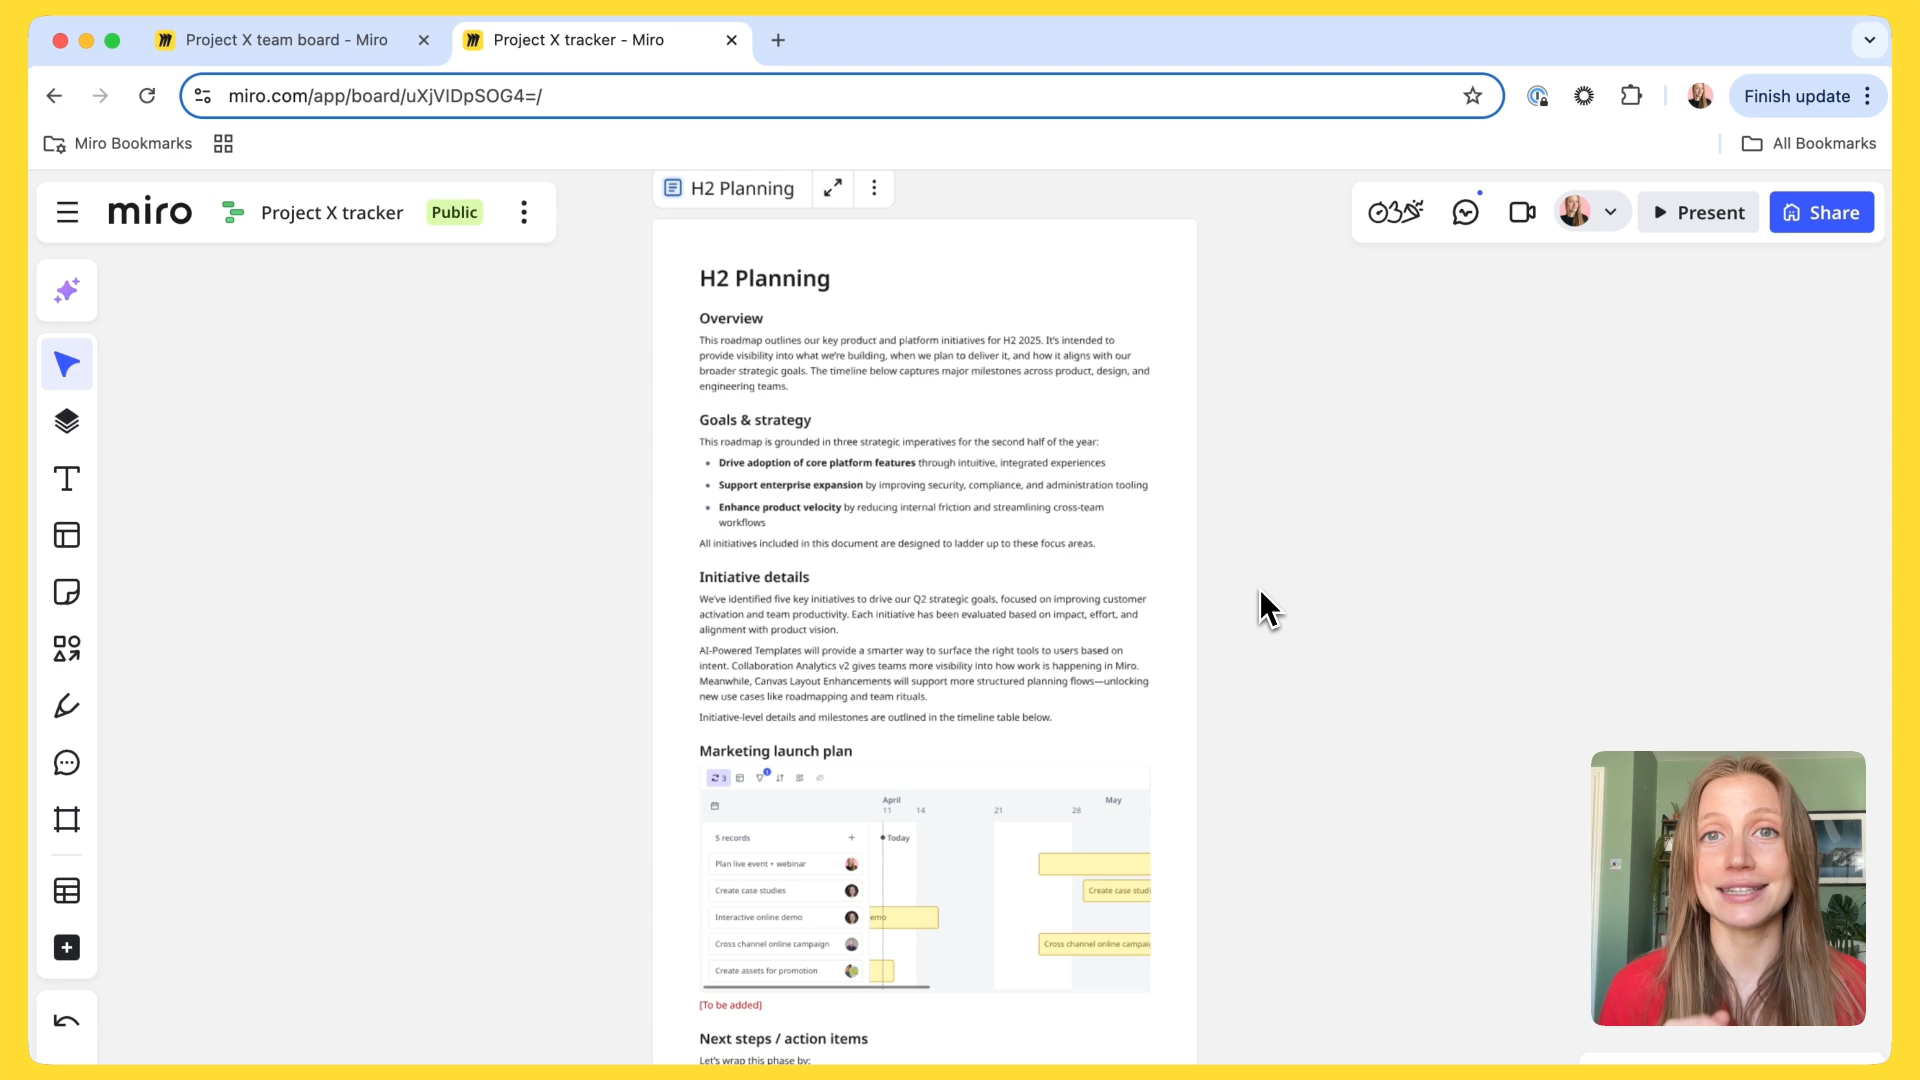 Project X team board - Miro
Project X tracker - Miro
miro.com/app/board/uXjVIDpSOG4=/
Finish update
Miro Bookmarks
All Bookmarks
miro
Project X tracker
Public
H2 Planning
Present
Share
H2 Planning
Overview
This roadmap outlines our key product and platform initiatives for H2 2025. It's intended to
provide visibility into what we're building, when we plan to deliver it, and how it aligns with our
broader strategic goals. The timeline below captures major milestones across product, design, and
engineering teams.
Goals & strategy
This roadmap is grounded in three strategic imperatives for the second half of the year:
• Drive adoption of core platform features through intuitive, integrated experiences
• Support enterprise expansion by improving security, compliance, and administration tooling
• Enhance product velocity by reducing internal friction and streamlining cross-team
workflows
All initiatives included in this document are designed to ladder up to these focus areas.
Initiative details
We've identified five key initiatives to drive our Q2 strategic goals, focused on improving customer
activation and team productivity. Each initiative has been evaluated based on impact, effort, and
alignment with product vision.
AI-Powered Templates will provide a smarter way to surface the right tools to users based on
intent. Collaboration Analytics v2 gives teams more visibility into how work is happening in Miro.
Meanwhile, Canvas Layout Enhancements will support more structured planning flows—unlocking
new use cases like roadmapping and team rituals.
Initiative-level details and milestones are outlined in the timeline table below.
Marketing launch plan
3
April
May
11
14
21
28
5 records
Today
Plan live event + webinar
Create case studies
Create case studi
Interactive online demo
emo
Cross channel online campaign
Cross channel online campaig
Create assets for promotion
[To be added]
Next steps / action items
Let's wrap this phase by: